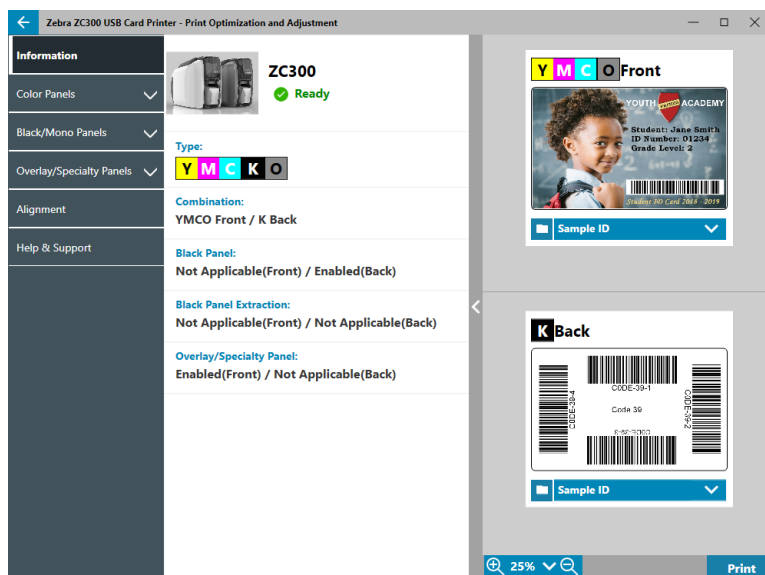 Zebra ZC300 USB Card Printer - Print Optimization and Adjustment
Information
Color Panels
Black/Mono Panels
Overlay/Specialty Panels
Alignment
Help & Support
ZC300
Ready
Type:
Y M C K O
Combination:
YMCO Front / K Back
Black Panel:
Not Applicable(Front) / Enabled(Back)
Black Panel Extraction:
Not Applicable(Front) / Not Applicable(Back)
Overlay/Specialty Panel:
Enabled(Front) / Not Applicable(Back)
Y M C O Front
YOUTH ACADEMY
Student: Jane Smith
ID Number: 01234
Grade Level: 2
Student ID Card 2018 - 2019
Sample ID
K Back
CODE-39-1
CODE-39-4
Code 39
CODE-39-2
CODE-39-3
Sample ID
25%
Print